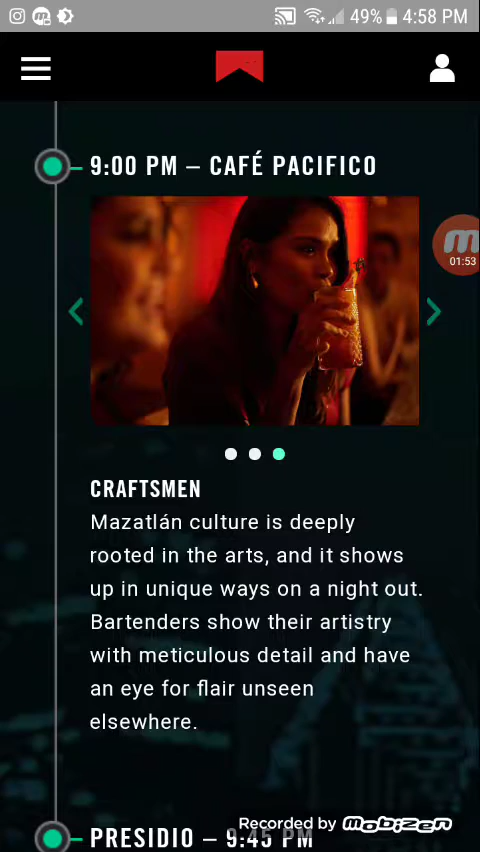 49% 4:58 PM
9:00 PM – CAFÉ PACIFICO
01:53
CRAFTSMEN
Mazatlán culture is deeply
rooted in the arts, and it shows
up in unique ways on a night out.
Bartenders show their artistry
with meticulous detail and have
an eye for flair unseen
elsewhere.
Recorded by mobizen
PRESIDIO – 9:45 PM